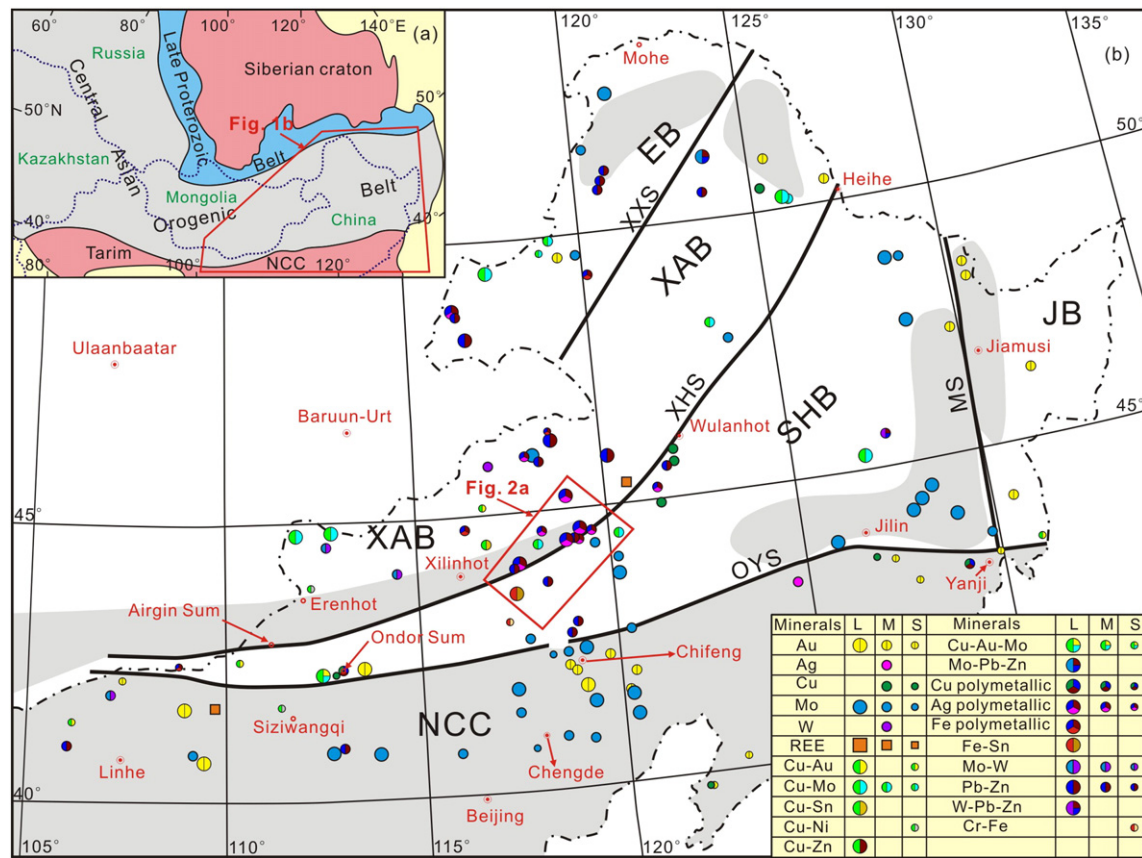 60° 80° 100° 120° 140°
(a)
Russia
Siberian craton
50°N
50°
Central Asian Orogenic Belt
Late Proterozoic Belt
Fig. 1b
Kazakhstan
Mongolia
China
40°
40°
Tarim
NCC
80° 100° 120°
120° 125° 130° 135°
(b)
Mohe
50°
EB
XXS
Heihe
XAB
JB
Ulaanbaatar
Jiamusi
Baruun-Urt
XHS
MS
SHB
Wulanhot
45°
Fig. 2a
45°
XAB
Xilinhot
Jilin
OYS
Erenhot
Yanji
Airgin Sum
Ondor Sum
Chifeng
Siziwangqi
NCC
Linhe
Chengde
40°
Beijing
105° 110° 115° 120°
Minerals L M S Minerals L M S
Au Cu-Au-Mo
Ag Mo-Pb-Zn
Cu Cu polymetallic
Mo Ag polymetallic
W Fe polymetallic
REE Fe-Sn
Cu-Au Mo-W
Cu-Mo Pb-Zn
Cu-Sn W-Pb-Zn
Cu-Ni Cr-Fe
Cu-Zn